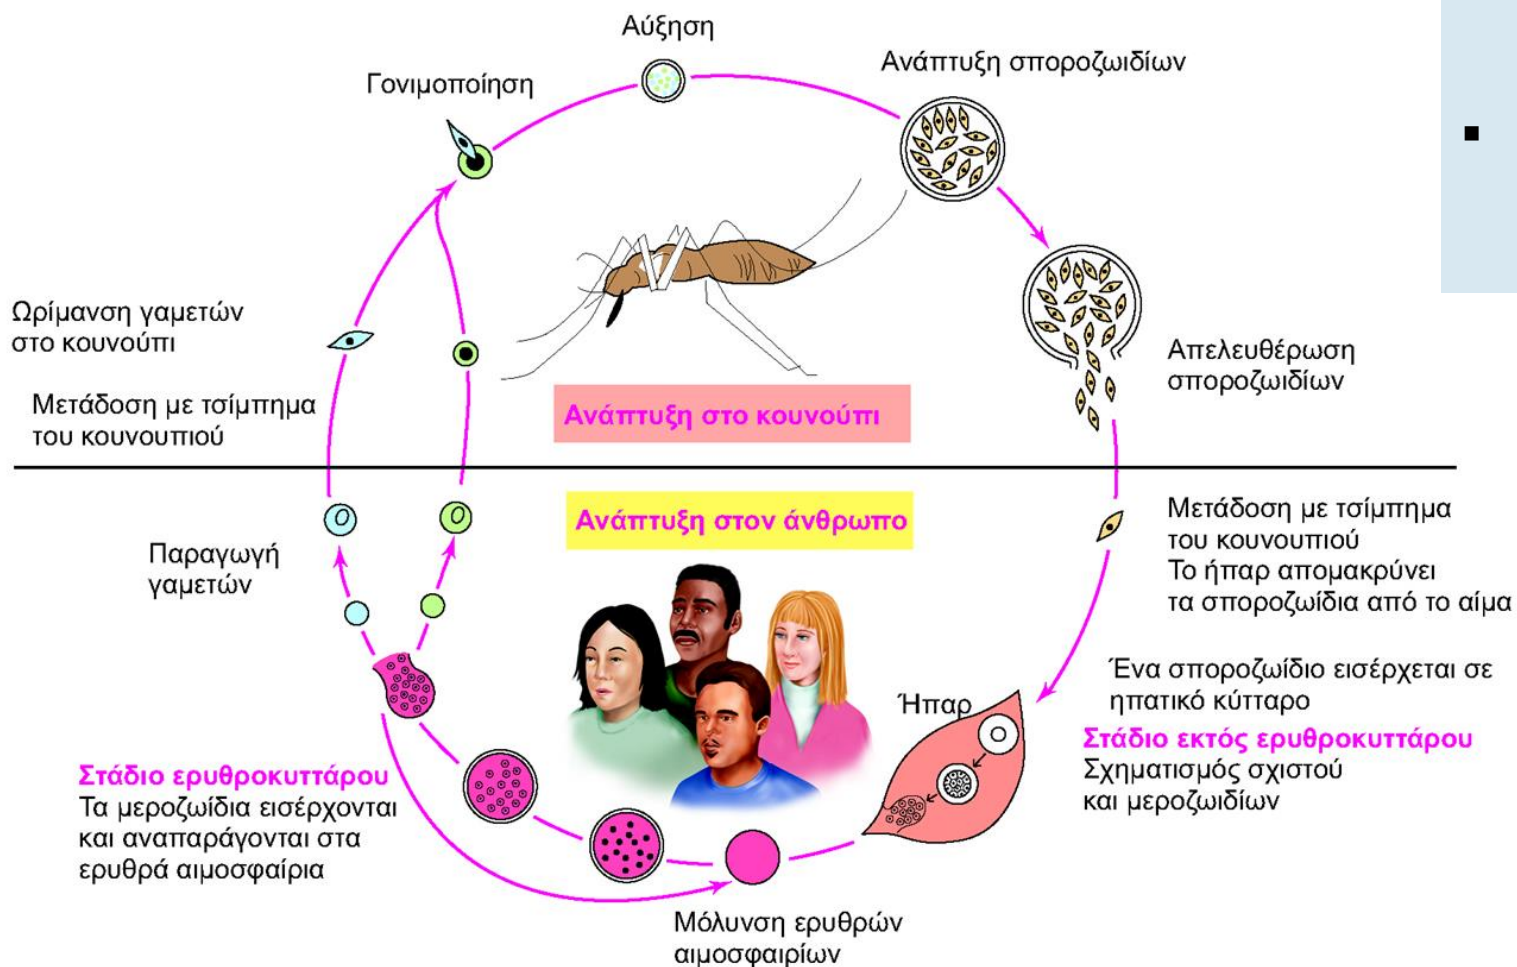 Αύξηση
Γονιμοποίηση
Ανάπτυξη σποροζωιδίων
Ωρίμανση γαμετών
στο κουνούπι
Απελευθέρωση
σποροζωιδίων
Μετάδοση με τσίμπημα
του κουνουπιού
Ανάπτυξη στο κουνούπι
Ανάπτυξη στον άνθρωπο
Μετάδοση με τσίμπημα
του κουνουπιού
Το ήπαρ απομακρύνει
τα σποροζωίδια από το αίμα
Παραγωγή
γαμετών
Ένα σποροζωίδιο εισέρχεται σε
ηπατικό κύτταρο
Ήπαρ
Στάδιο εκτός ερυθροκυττάρου
Σχηματισμός σχιστού
και μεροζωιδίων
Στάδιο ερυθροκυττάρου
Τα μεροζωίδια εισέρχονται
και αναπαράγονται στα
ερυθρά αιμοσφαίρια
Μόλυνση ερυθρών
αιμοσφαιρίων